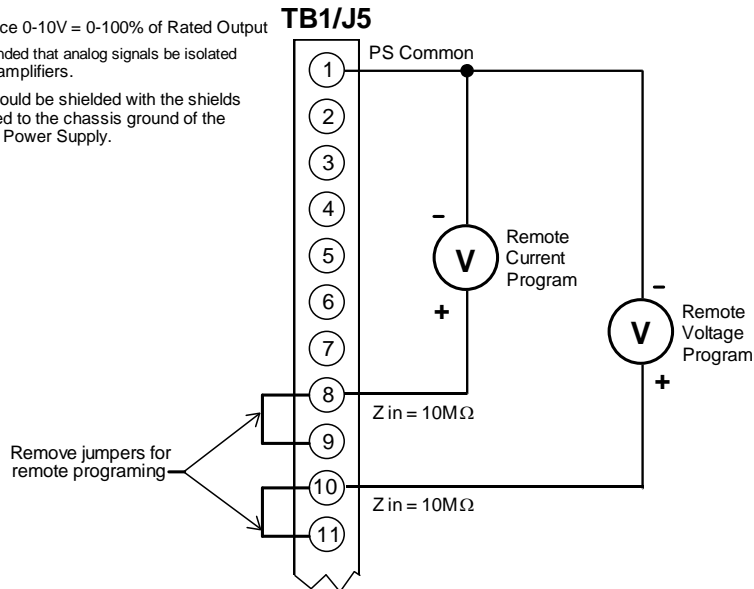 ce 0-10V = 0-100% of Rated Output
nded that analog signals be isolated
amplifiers.
ould be shielded with the shields
ed to the chassis ground of the
Power Supply.
TB1/J5
PS Common
1
2
3
4
5
6
7
8
9
10
11
–
V
+
Remote
Current
Program
–
V
+
Remote
Voltage
Program
Z in = 10MΩ
Z in = 10MΩ
Remove jumpers for
remote programing